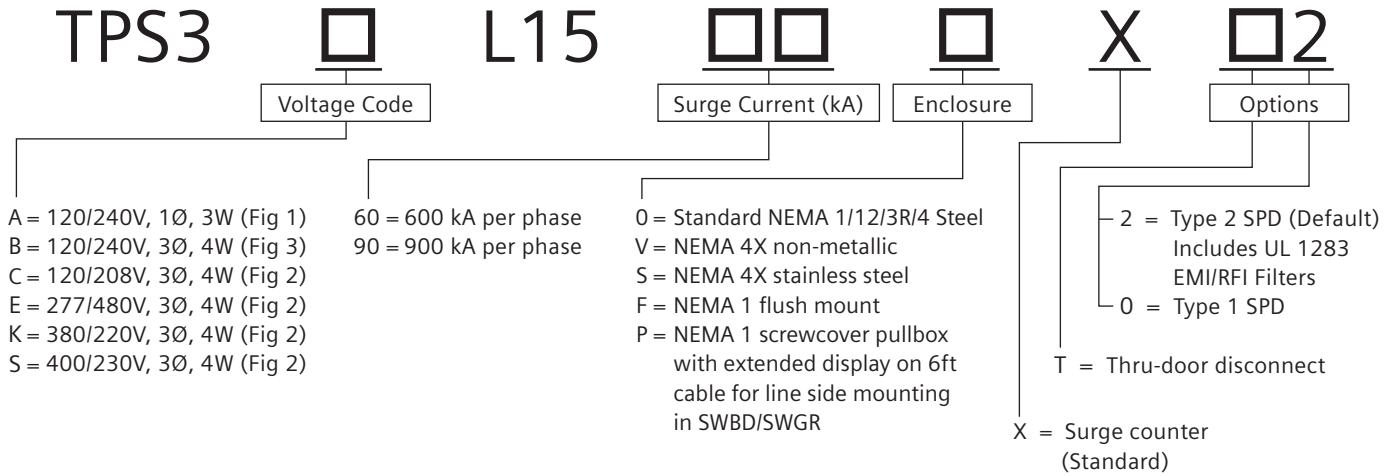 TPS3 □ L15 □□ □ X □2
Voltage Code
Surge Current (kA)
Enclosure
Options
A = 120/240V, 1Ø, 3W (Fig 1)
B = 120/240V, 3Ø, 4W (Fig 3)
C = 120/208V, 3Ø, 4W (Fig 2)
E = 277/480V, 3Ø, 4W (Fig 2)
K = 380/220V, 3Ø, 4W (Fig 2)
S = 400/230V, 3Ø, 4W (Fig 2)
60 = 600 kA per phase
90 = 900 kA per phase
0 = Standard NEMA 1/12/3R/4 Steel
V = NEMA 4X non-metallic
S = NEMA 4X stainless steel
F = NEMA 1 flush mount
P = NEMA 1 screwcover pullbox
with extended display on 6ft
cable for line side mounting
in SWBD/SWGR
2 = Type 2 SPD (Default)
Includes UL 1283
EMI/RFI Filters
0 = Type 1 SPD
T = Thru-door disconnect
X = Surge counter
(Standard)